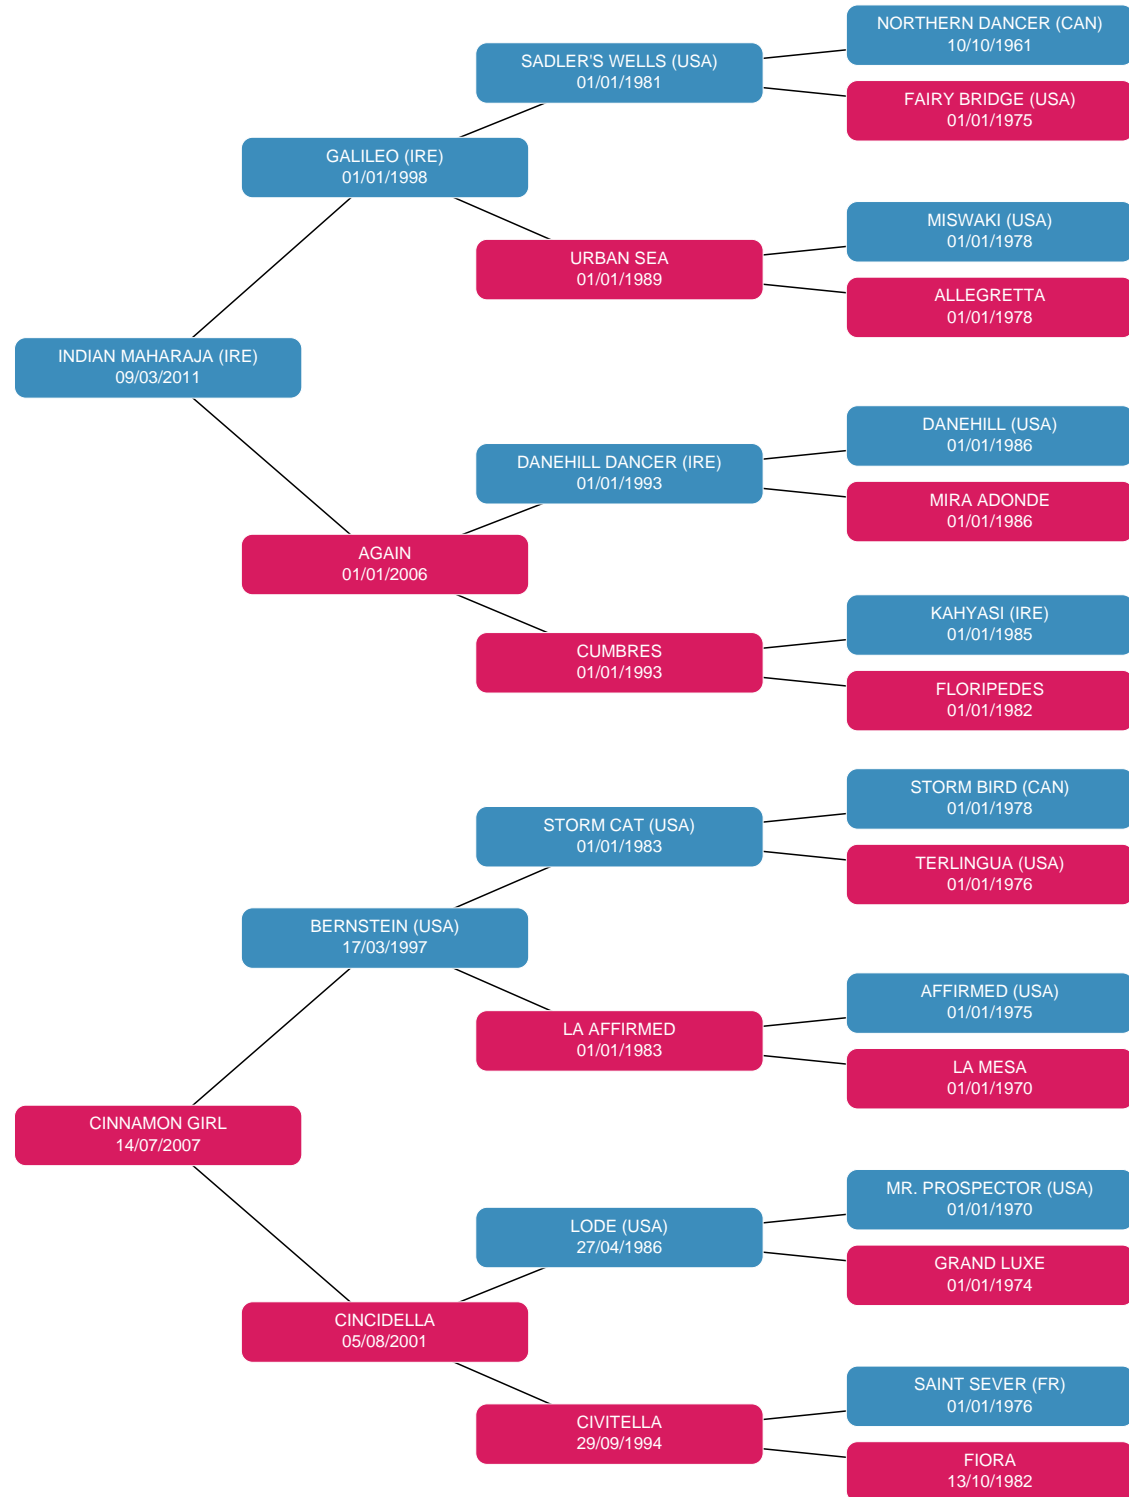 NORTHERN DANCER (CAN)
10/10/1961
SADLER'S WELLS (USA)
01/01/1981
FAIRY BRIDGE (USA)
01/01/1975
GALILEO (IRE)
01/01/1998
MISWAKI (USA)
01/01/1978
URBAN SEA
01/01/1989
ALLEGRETTA
01/01/1978
INDIAN MAHARAJA (IRE)
09/03/2011
DANEHILL (USA)
01/01/1986
DANEHILL DANCER (IRE)
01/01/1993
MIRA ADONDE
01/01/1986
AGAIN
01/01/2006
KAHYASI (IRE)
01/01/1985
CUMBRES
01/01/1993
FLORIPEDES
01/01/1982
STORM BIRD (CAN)
01/01/1978
STORM CAT (USA)
01/01/1983
TERLINGUA (USA)
01/01/1976
BERNSTEIN (USA)
17/03/1997
AFFIRMED (USA)
01/01/1975
LA AFFIRMED
01/01/1983
LA MESA
01/01/1970
CINNAMON GIRL
14/07/2007
MR. PROSPECTOR (USA)
01/01/1970
LODE (USA)
27/04/1986
GRAND LUXE
01/01/1974
CINCIDELLA
05/08/2001
SAINT SEVER (FR)
01/01/1976
CIVITELLA
29/09/1994
FIORA
13/10/1982